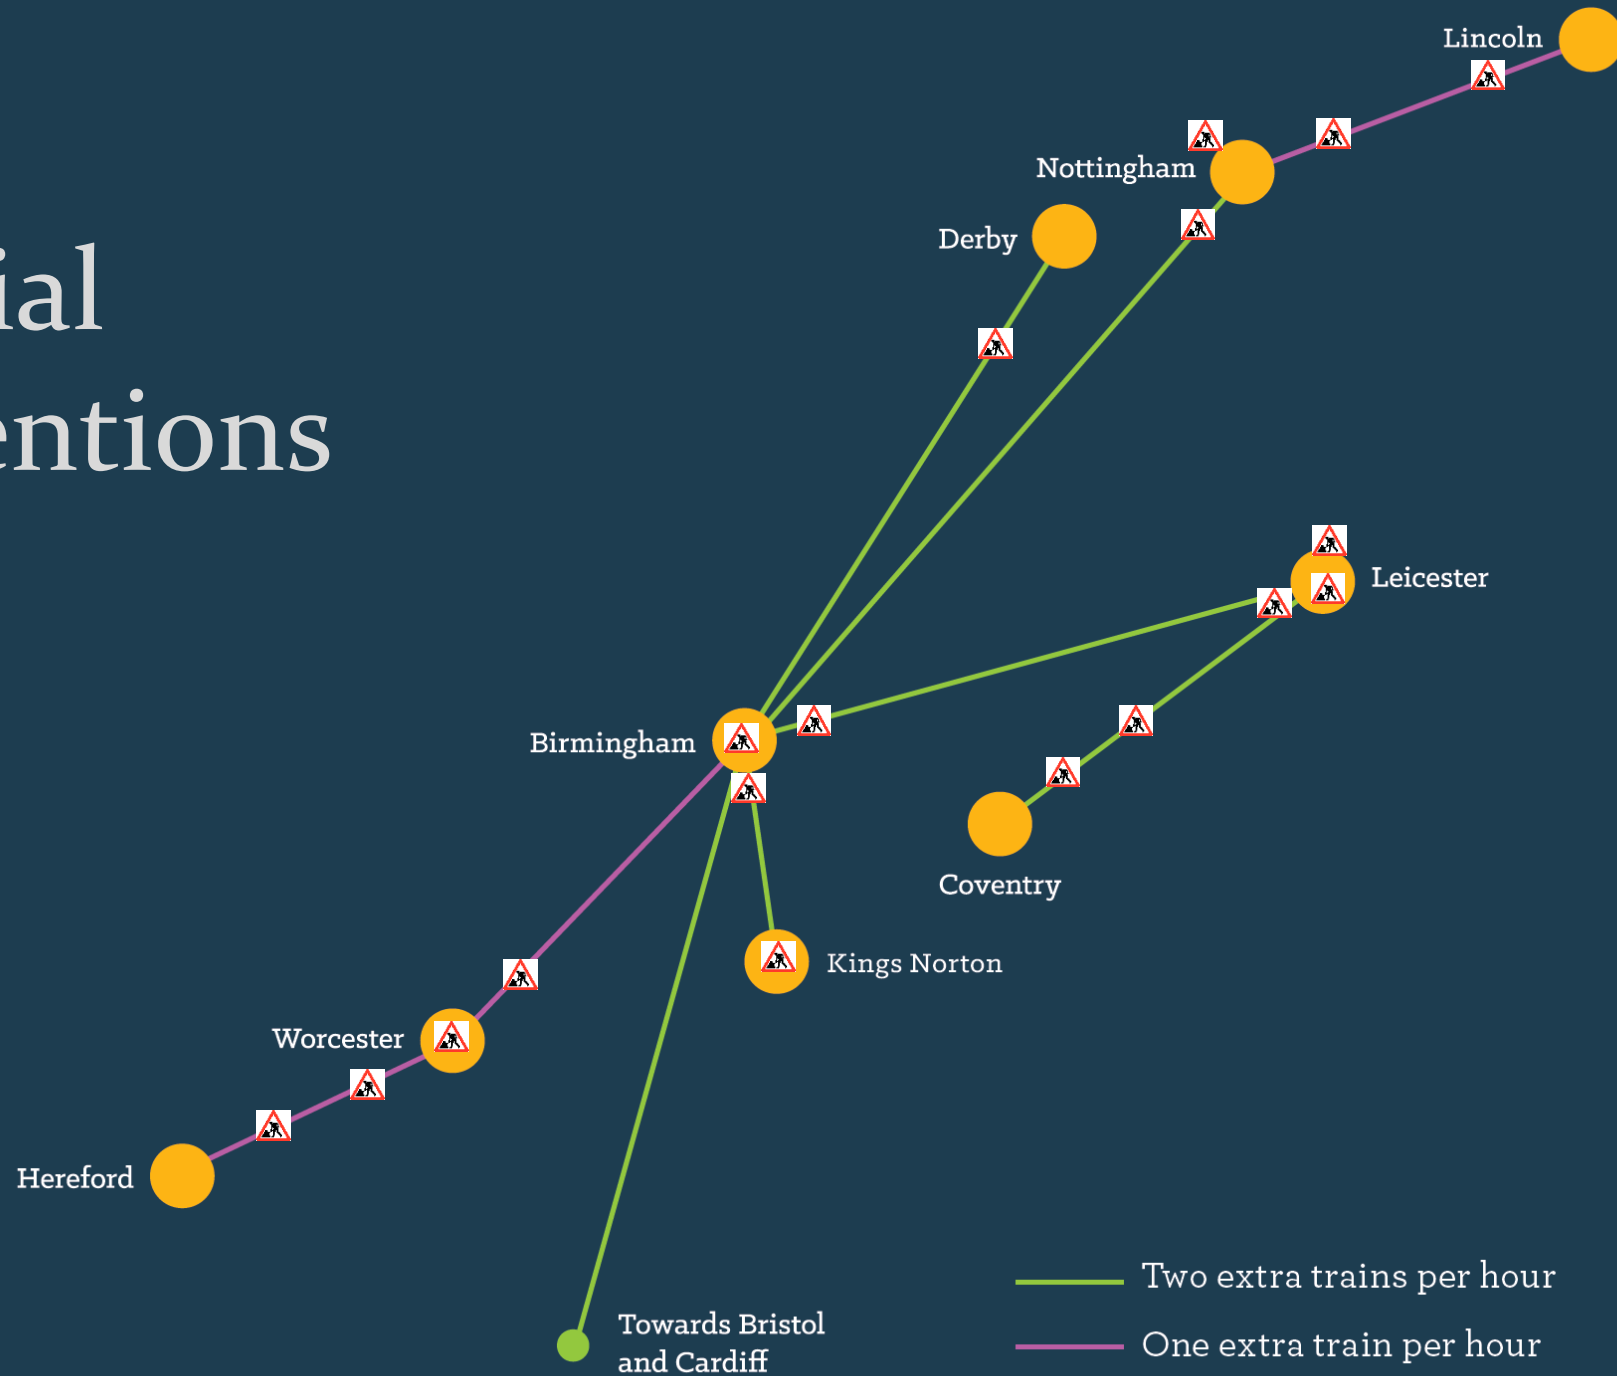 ial
entions
Lincoln
Nottingham
Derby
Leicester
Birmingham
Coventry
Kings Norton
Worcester
Hereford
Towards Bristol
and Cardiff
Two extra trains per hour
One extra train per hour